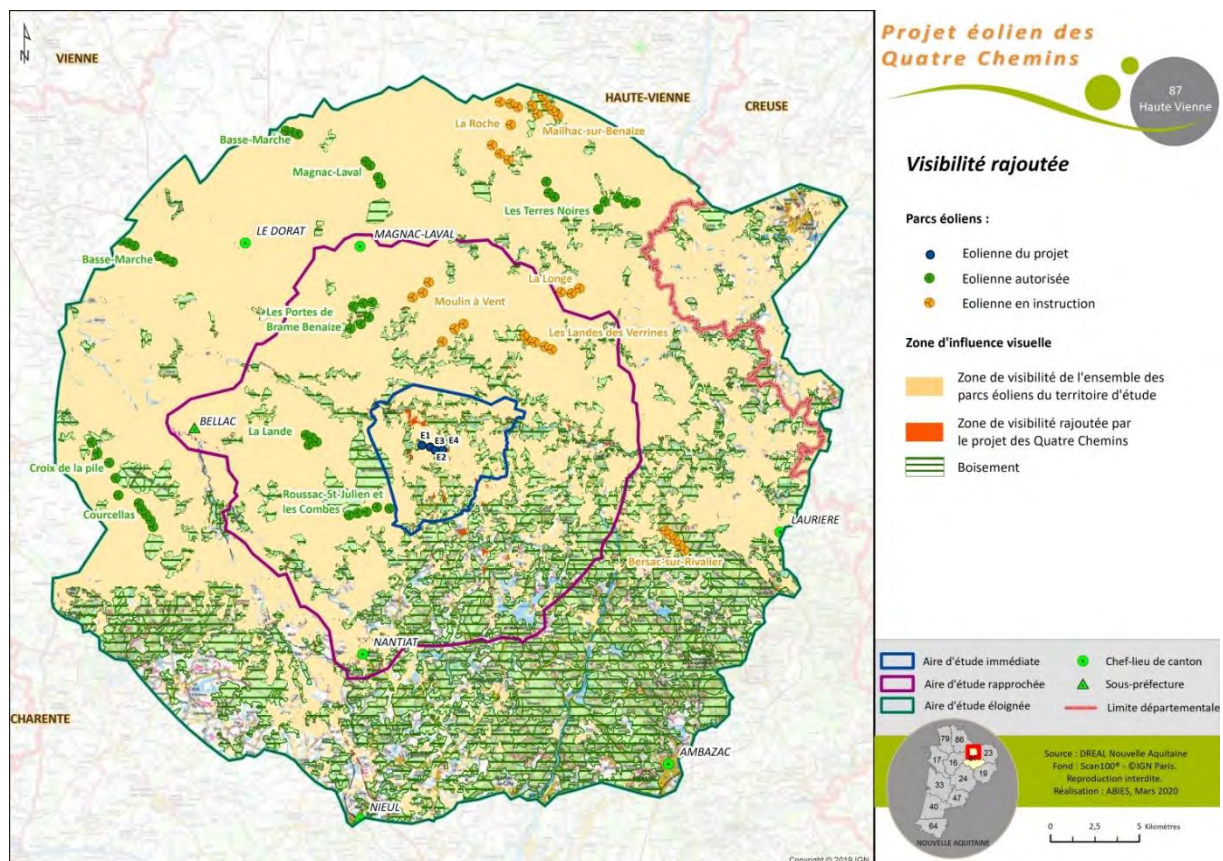 N
VIENNE
HAUTE-VIENNE
CREUSE
CHARENTE
La Roche
Mailhac-sur-Benaize
Basse-Marche
Magnac-Laval
Les Terres Noires
LE DORAT
MAGNAC-LAVAL
Basse-Marche
La Longe
Moulin à Vent
Les Portes de
Brame Benaize
Les Landes des Verrines
BELLAC
La Lande
E1
E3
E4
E2
Croix de la pile
Roussac-St-Julien et
les Combes
Courcellas
LAURIERE
Bersac-sur-Rivalier
NANTIAT
AMBAZAC
NIEUL
Copyright © 2019 IGN
Projet éolien des
Quatre Chemins
87
Haute Vienne
Visibilité rajoutée
Parcs éoliens :
Eolienne du projet
Eolienne autorisée
Eolienne en instruction
Zone d'influence visuelle
Zone de visibilité de l'ensemble des
parcs éoliens du territoire d'étude
Zone de visibilité rajoutée par
le projet des Quatre Chemins
Boisement
Aire d'étude immédiate
Aire d'étude rapprochée
Aire d'étude éloignée
Chef-lieu de canton
Sous-préfecture
Limite départementale
79
86
17
16
23
24
19
33
47
40
64
NOUVELLE AQUITAINE
Source : DREAL Nouvelle Aquitaine
Fond : Scan100® - ©IGN Paris.
Reproduction interdite.
Réalisation : ABIES, Mars 2020
0 2,5 5 Kilomètres